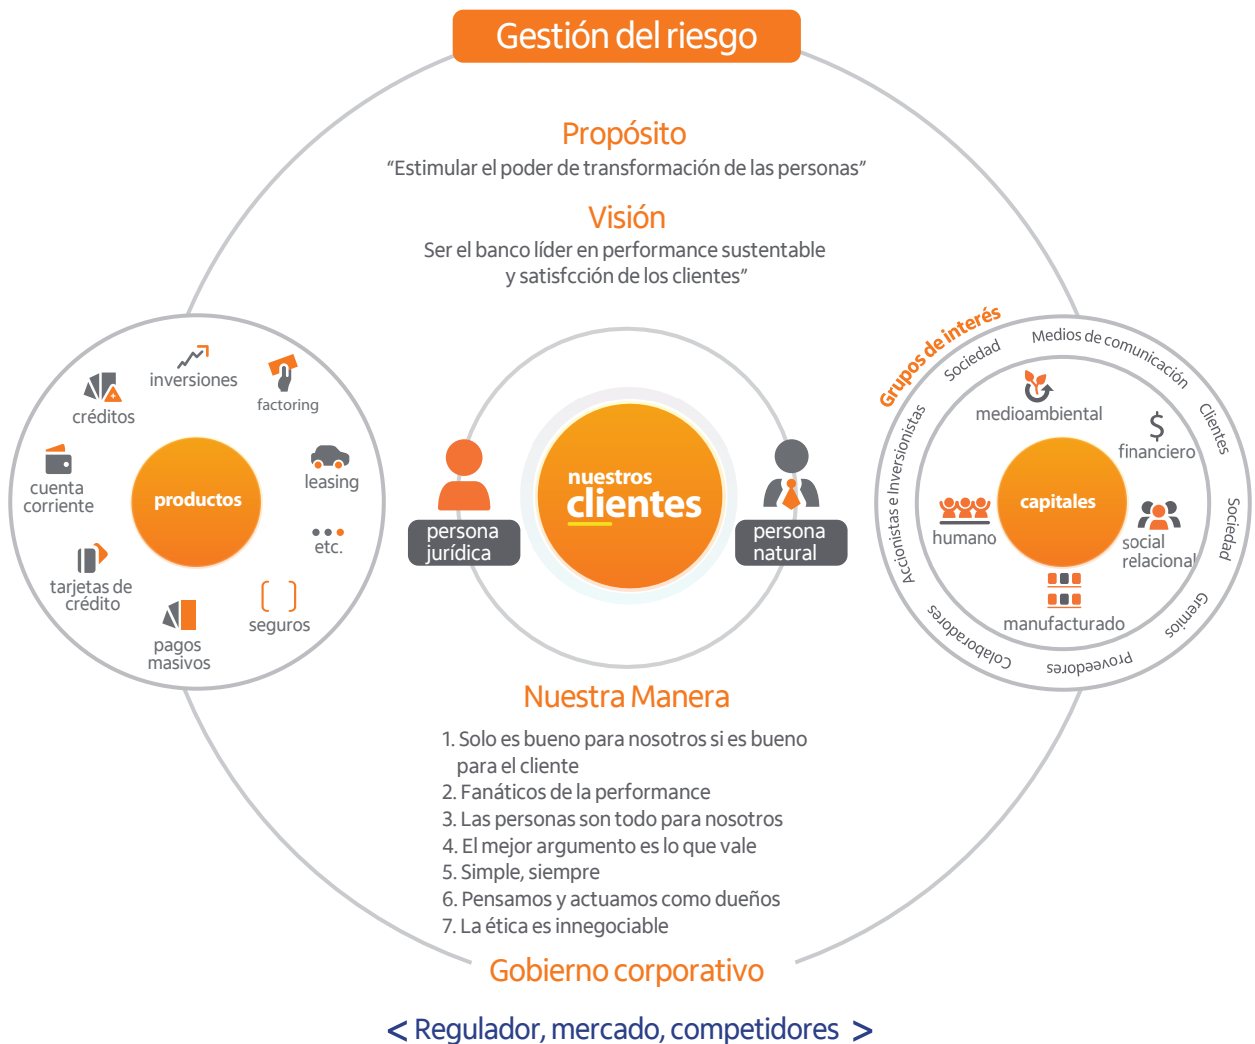 Gestión del riesgo
Propósito
“Estimular el poder de transformación de las personas”
Visión
Ser el banco líder en performance sustentable
y satisfcción de los clientes”
inversiones
factoring
créditos
leasing
cuenta
corriente
productos
etc.
tarjetas de
crédito
seguros
pagos
masivos
nuestros
clientes
persona
jurídica
persona
natural
Grupos de interés
Sociedad
Medios de comunicación
Clientes
Sociedad
Gremios
Proveedores
Colaboradores
Accionistas e Inversionistas
medioambiental
financiero
capitales
humano
social
relacional
manufacturado
Nuestra Manera
1. Solo es bueno para nosotros si es bueno
para el cliente
2. Fanáticos de la performance
3. Las personas son todo para nosotros
4. El mejor argumento es lo que vale
5. Simple, siempre
6. Pensamos y actuamos como dueños
7. La ética es innegociable
Gobierno corporativo
< Regulador, mercado, competidores >